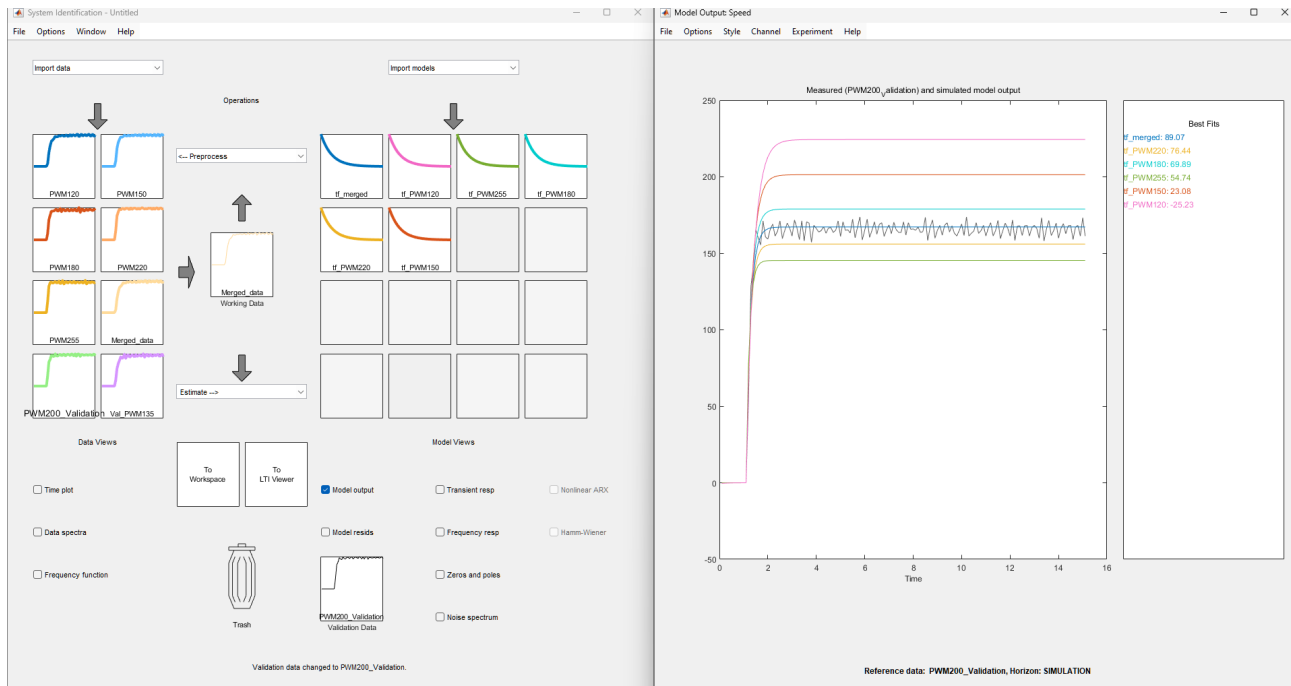 System Identification - Untitled
File Options Window Help
Import data
Import models
Operations
<-- Preprocess
PWM120
PWM150
tf_merged
tf_PWM120
tf_PWM255
tf_PWM180
PWM180
PWM220
Merged_data
Working Data
tf_PWM220
tf_PWM150
PWM255
Merged_data
Estimate -->
PWM200_Validation
Val_PWM135
Data Views
Model Views
To
Workspace
To
LTI Viewer
Time plot
Model output
Transient resp
Nonlinear ARX
Data spectra
Model resids
Frequency resp
Hamm-Wiener
Frequency function
Zeros and poles
PWM200_Validation
Validation Data
Noise spectrum
Trash
Validation data changed to PWM200_Validation.
Model Output: Speed
File Options Style Channel Experiment Help
Measured (PWM200validation) and simulated model output
250
200
150
100
50
0
-50
0 2 4 6 8 10 12 14 16
Time
Best Fits
tf_merged: 89.07
tf_PWM220: 76.44
tf_PWM180: 69.89
tf_PWM255: 54.74
tf_PWM150: 23.08
tf_PWM120: -25.23
Reference data: PWM200_Validation, Horizon: SIMULATION